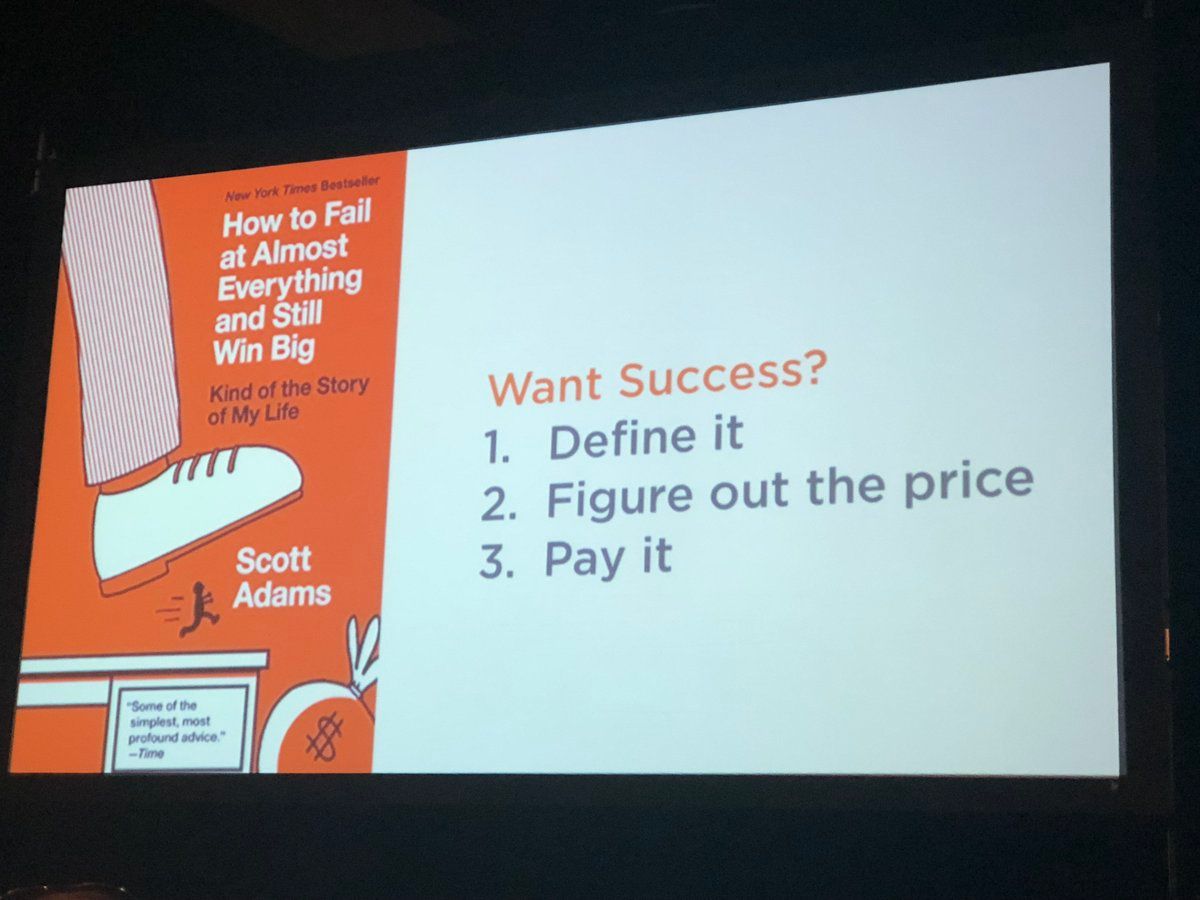 New York Times Bestseller
How to Fail
at Almost
Everything
and Still
Win Big
Kind of the Story
of My Life
Scott
Adams
"Some of the
simplest, most
profound advice."
—Time
$
Want Success?
1. Define it
2. Figure out the price
3. Pay it